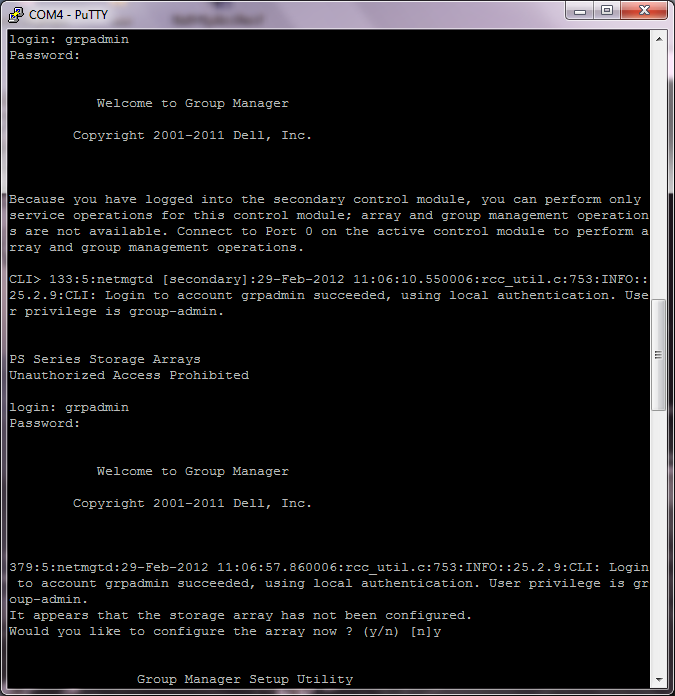 COM4 - PuTTY
login: grpadmin
Password:
Welcome to Group Manager
Copyright 2001-2011 Dell, Inc.
Because you have logged into the secondary control module, you can perform only
service operations for this control module; array and group management operation
s are not available. Connect to Port 0 on the active control module to perform a
rray and group management operations.
CLI> 133:5:netmgtd [secondary]:29-Feb-2012 11:06:10.550006:rcc_util.c:753:INFO::
25.2.9:CLI: Login to account grpadmin succeeded, using local authentication. Use
r privilege is group-admin.
PS Series Storage Arrays
Unauthorized Access Prohibited
login: grpadmin
Password:
Welcome to Group Manager
Copyright 2001-2011 Dell, Inc.
379:5:netmgtd:29-Feb-2012 11:06:57.860006:rcc_util.c:753:INFO::25.2.9:CLI: Login
to account grpadmin succeeded, using local authentication. User privilege is gr
oup-admin.
It appears that the storage array has not been configured.
Would you like to configure the array now ? (y/n) [n]y
Group Manager Setup Utility